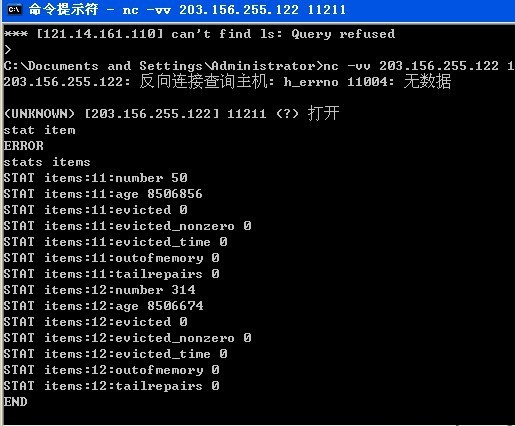 命令提示符 - nc -vv 203.156.255.122 11211
*** [121.14.161.110] can't find ls: Query refused
>
C:\Documents and Settings\Administrator>nc -vv 203.156.255.122 1
203.156.255.122: 反向连接查询主机: h_errno 11004: 无数据
(UNKNOWN) [203.156.255.122] 11211 (?) 打开
stat item
ERROR
stats items
STAT items:11:number 50
STAT items:11:age 8506856
STAT items:11:evicted 0
STAT items:11:evicted_nonzero 0
STAT items:11:evicted_time 0
STAT items:11:outofmemory 0
STAT items:11:tailrepairs 0
STAT items:12:number 314
STAT items:12:age 8506674
STAT items:12:evicted 0
STAT items:12:evicted_nonzero 0
STAT items:12:evicted_time 0
STAT items:12:outofmemory 0
STAT items:12:tailrepairs 0
END